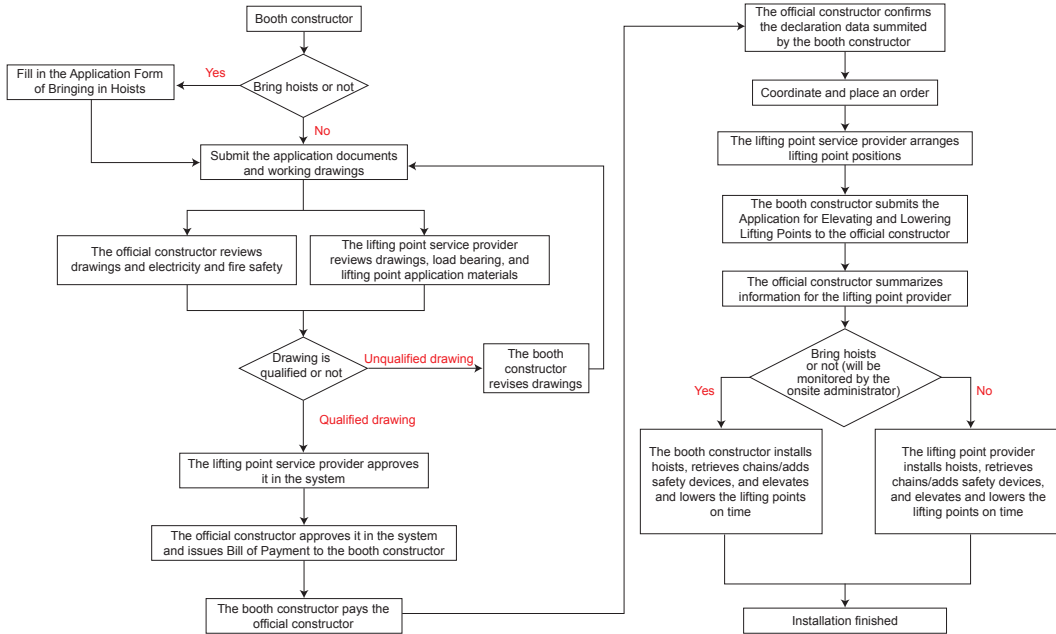 Booth constructor
Bring hoists or not
Yes
Fill in the Application Form
of Bringing in Hoists
No
Submit the application documents
and working drawings
The official constructor reviews
drawings and electricity and fire safety
The lifting point service provider
reviews drawings, load bearing, and
lifting point application materials
Drawing is
qualified or not
Unqualified drawing
The booth
constructor
revises drawings
Qualified drawing
The lifting point service provider approves
it in the system
The official constructor approves it in the system
and issues Bill of Payment to the booth constructor
The booth constructor pays the
official constructor
The official constructor confirms
the declaration data summited
by the booth constructor
Coordinate and place an order
The lifting point service provider arranges
lifting point positions
The booth constructor submits the
Application for Elevating and Lowering
Lifting Points to the official constructor
The official constructor summarizes
information for the lifting point provider
Bring hoists
or not (will be
monitored by the
onsite administrator)
Yes
No
The booth constructor installs
hoists, retrieves chains/adds
safety devices, and elevates
and lowers the lifting points
on time
The lifting point provider
installs hoists, retrieves
chains/adds safety devices,
and elevates and lowers the
lifting points on time
Installation finished